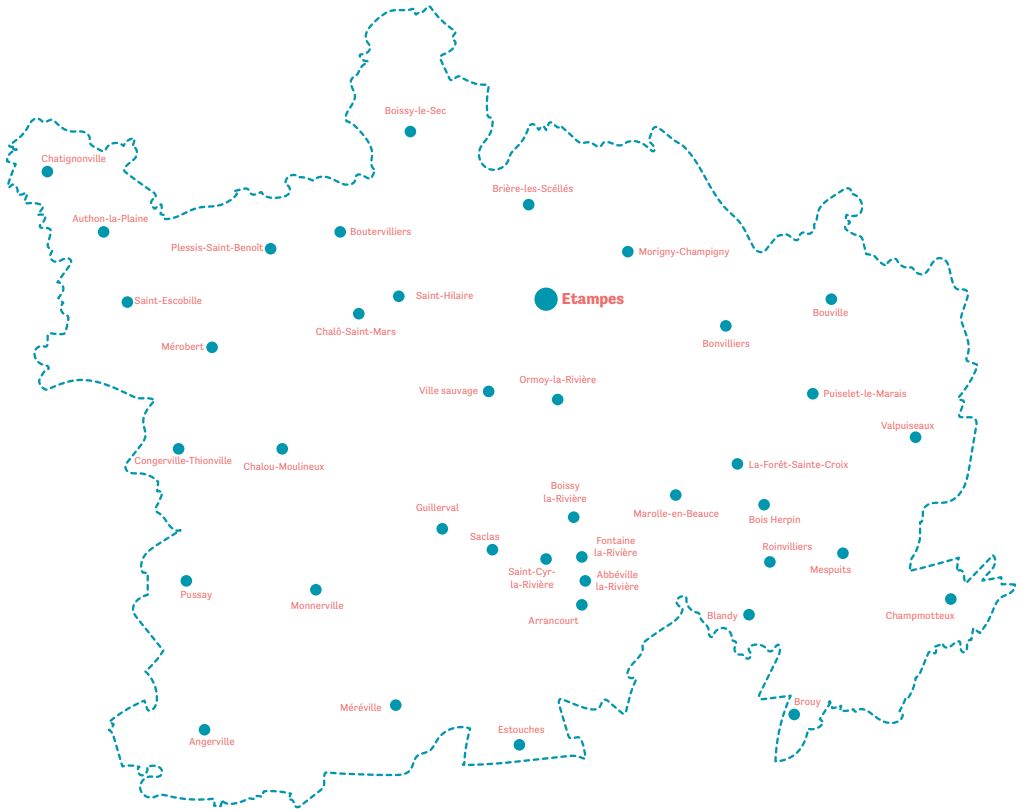 Boissy-le-Sec
Chatignonville
Brière-les-Scéllés
Authon-la-Plaine
Boutervilliers
Plessis-Saint-Benoît
Morigny-Champigny
Saint-Hilaire
Etampes
Saint-Escobille
Bouville
Chalô-Saint-Mars
Bonvilliers
Mérobert
Ormoy-la-Rivière
Ville sauvage
Puiselet-le-Marais
Valpuiseaux
Congerville-Thionville
Chalou-Moulineux
La-Forêt-Sainte-Croix
Boissy
la-Rivière
Guillerval
Marolle-en-Beauce
Bois Herpin
Saclas
Fontaine
la-Rivière
Roinvilliers
Mespuits
Saint-Cyr-
la-Rivière
Abbéville
la-Rivière
Pussay
Monnerville
Arrancourt
Blandy
Champmotteux
Méréville
Brouy
Estouches
Angerville